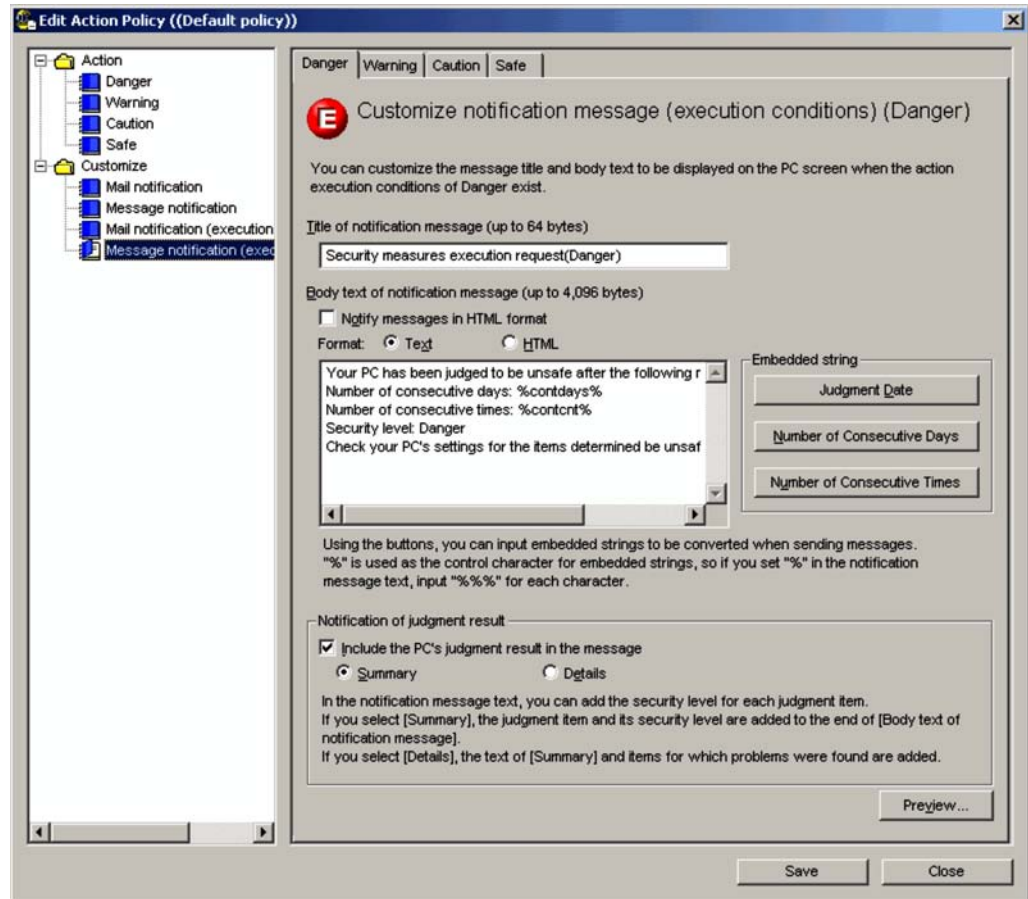 Edit Action Policy ((Default policy))
Action
Danger
Warning
Caution
Safe
Customize
Mail notification
Message notification
Mail notification (execution
Message notification (exec
Danger Warning Caution Safe
E
Customize notification message (execution conditions) (Danger)
You can customize the message title and body text to be displayed on the PC screen when the action
execution conditions of Danger exist.
Title of notification message (up to 64 bytes)
Security measures execution request(Danger)
Body text of notification message (up to 4,096 bytes)
Notify messages in HTML format
Format: Text HTML
Your PC has been judged to be unsafe after the following r
Number of consecutive days: %contdays%
Number of consecutive times: %contcnt%
Security level: Danger
Check your PC's settings for the items determined be unsaf
Embedded string
Judgment Date
Number of Consecutive Days
Number of Consecutive Times
Using the buttons, you can input embedded strings to be converted when sending messages.
"%" is used as the control character for embedded strings, so if you set "%" in the notification
message text, input "%%%" for each character.
Notification of judgment result
Include the PC's judgment result in the message
Summary Details
In the notification message text, you can add the security level for each judgment item.
If you select [Summary], the judgment item and its security level are added to the end of [Body text of
notification message].
If you select [Details], the text of [Summary] and items for which problems were found are added.
Preview...
Save Close